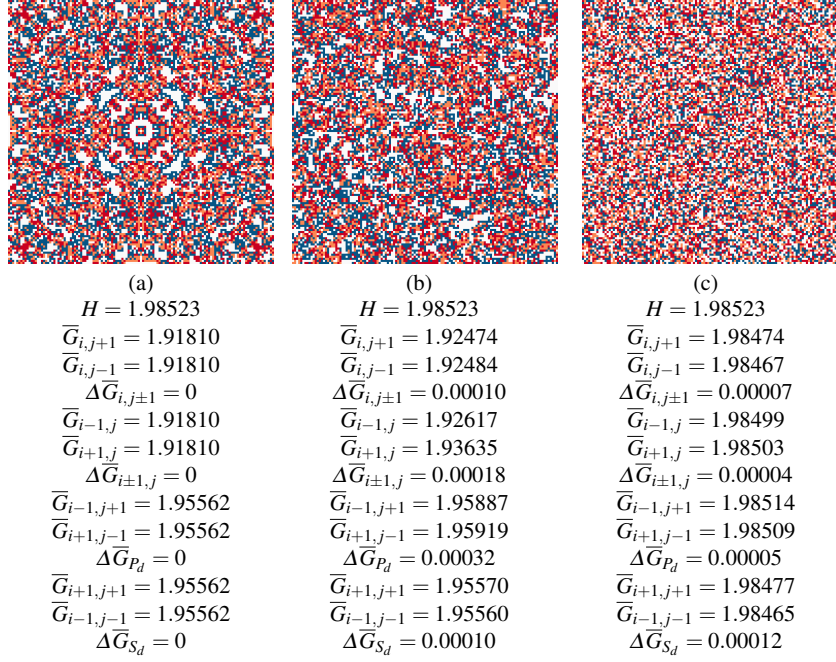 (a) (b) (c)
H = 1.98523 H = 1.98523 H = 1.98523
G̅i,j+1 = 1.91810 G̅i,j+1 = 1.92474 G̅i,j+1 = 1.98474
G̅i,j−1 = 1.91810 G̅i,j−1 = 1.92484 G̅i,j−1 = 1.98467
ΔG̅i,j±1 = 0 ΔG̅i,j±1 = 0.00010 ΔG̅i,j±1 = 0.00007
G̅i−1,j = 1.91810 G̅i−1,j = 1.92617 G̅i−1,j = 1.98499
G̅i+1,j = 1.91810 G̅i+1,j = 1.93635 G̅i+1,j = 1.98503
ΔG̅i±1,j = 0 ΔG̅i±1,j = 0.00018 ΔG̅i±1,j = 0.00004
G̅i−1,j+1 = 1.95562 G̅i−1,j+1 = 1.95887 G̅i−1,j+1 = 1.98514
G̅i+1,j−1 = 1.95562 G̅i+1,j−1 = 1.95919 G̅i+1,j−1 = 1.98509
ΔG̅Pd = 0 ΔG̅Pd = 0.00032 ΔG̅Pd = 0.00005
G̅i+1,j+1 = 1.95562 G̅i+1,j+1 = 1.95570 G̅i+1,j+1 = 1.98477
G̅i−1,j−1 = 1.95562 G̅i−1,j−1 = 1.95560 G̅i−1,j−1 = 1.98465
ΔG̅Sd = 0 ΔG̅Sd = 0.00010 ΔG̅Sd = 0.00012